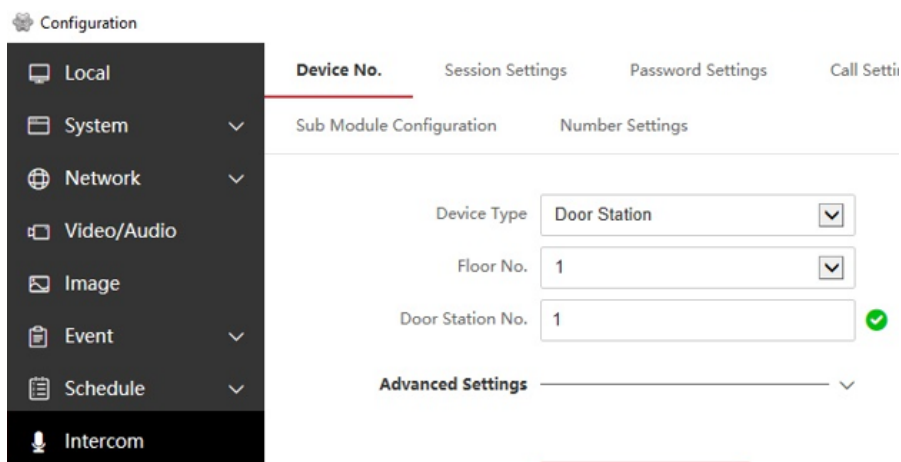 Configuration
Local
System
Network
Video/Audio
Image
Event
Schedule
Intercom
Device No. Session Settings Password Settings Call
Sub Module Configuration Number Settings
Device Type Door Station
Floor No. 1
Door Station No. 1
Advanced Settings